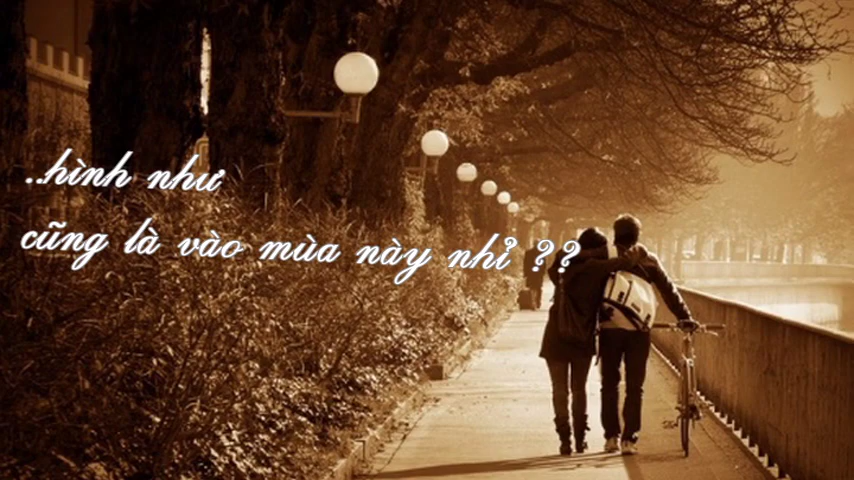 ..hình như
cũng là vào mùa này nhỉ ??